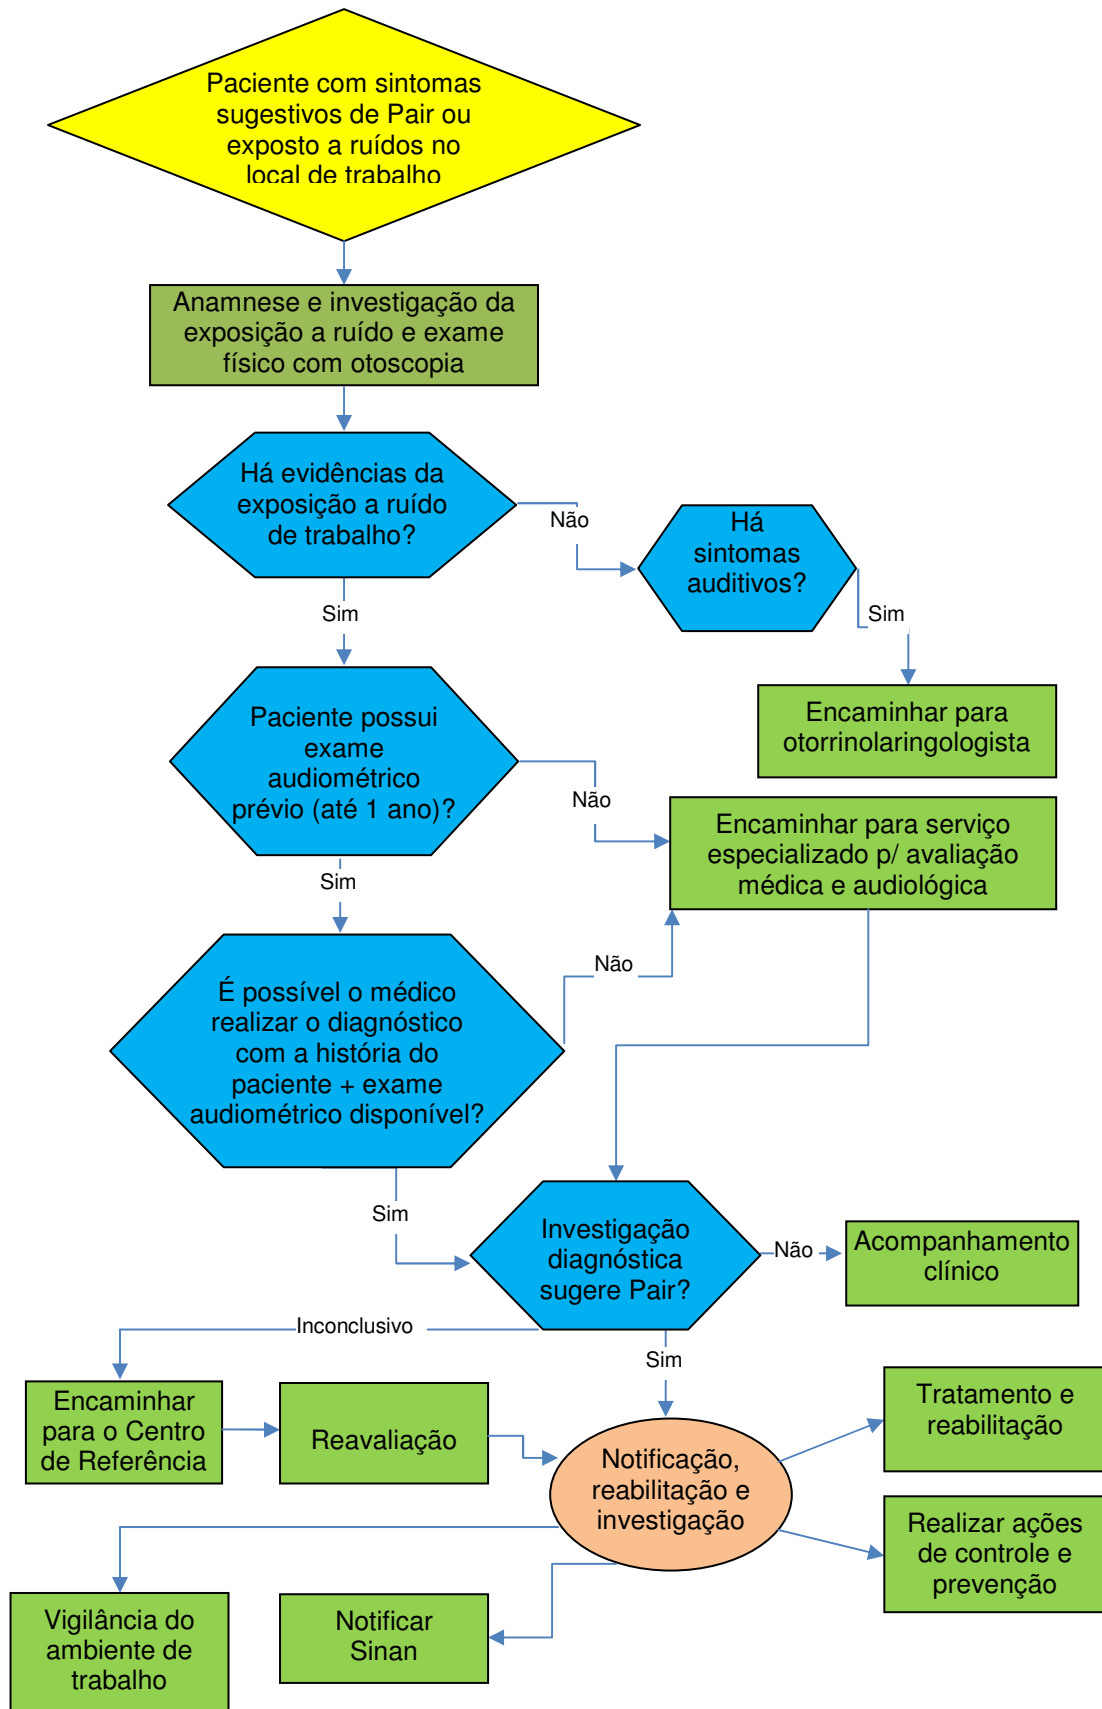 Paciente com sintomas
sugestivos de Pair ou
exposto a ruídos no
local de trabalho
Anamnese e investigação da
exposição a ruído e exame
físico com otoscopia
Há evidências da
exposição a ruído
de trabalho?
Não
Há
sintomas
auditivos?
Sim
Sim
Encaminhar para
otorrinolaringologista
Paciente possui
exame
audiométrico
prévio (até 1 ano)?
Não
Encaminhar para serviço
especializado p/ avaliação
médica e audiológica
Sim
Não
É possível o médico
realizar o diagnóstico
com a história do
paciente + exame
audiométrico disponível?
Sim
Investigação
diagnóstica
sugere Pair?
Não
Acompanhamento
clínico
Inconclusivo
Sim
Encaminhar
para o Centro
de Referência
Reavaliação
Notificação,
reabilitação e
investigação
Tratamento e
reabilitação
Realizar ações
de controle e
prevenção
Vigilância do
ambiente de
trabalho
Notificar
Sinan